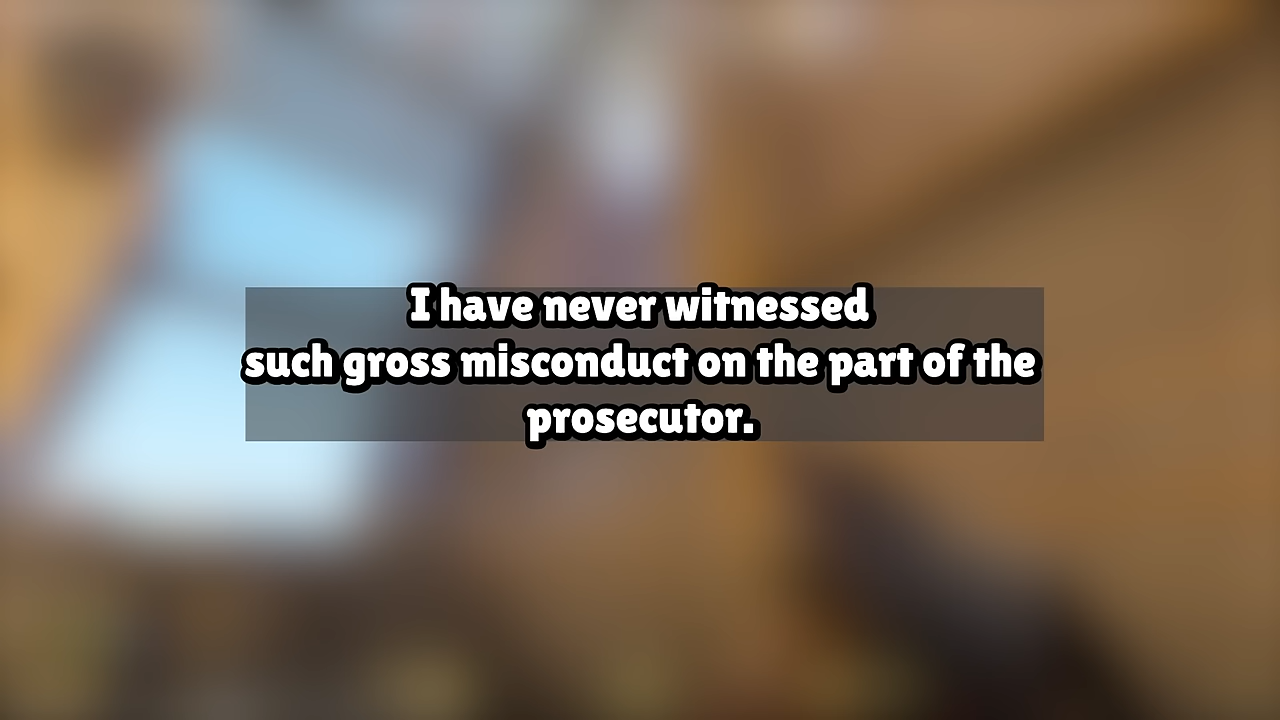 I have never witnessed
such gross misconduct on the part of the
prosecutor.